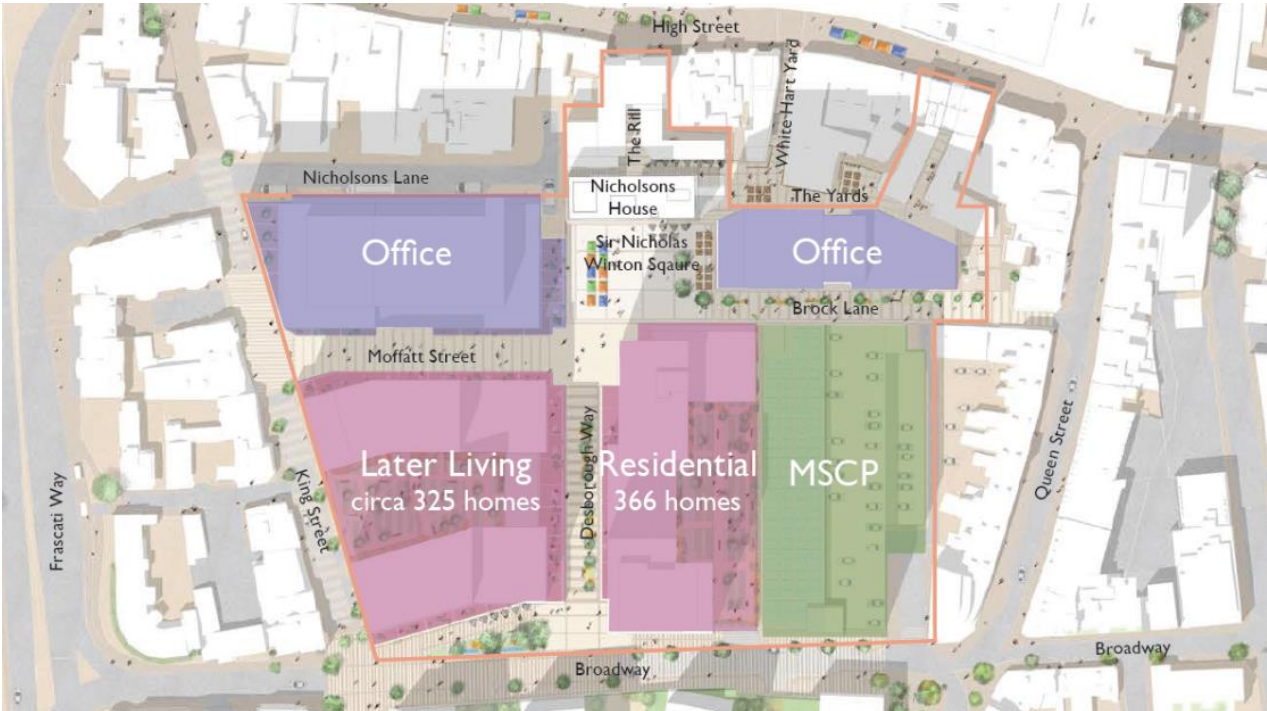 High Street
White Hart Yard
The Rill
Nicholsons Lane
Nicholsons
House
The Yards
Office
Sir Nicholas
Winton Sqaure
Office
Brock Lane
Moffatt Street
Desborough Way
Later Living
circa 325 homes
Residential
366 homes
MSCP
Queen Street
King Street
Frascati Way
Broadway
Broadway